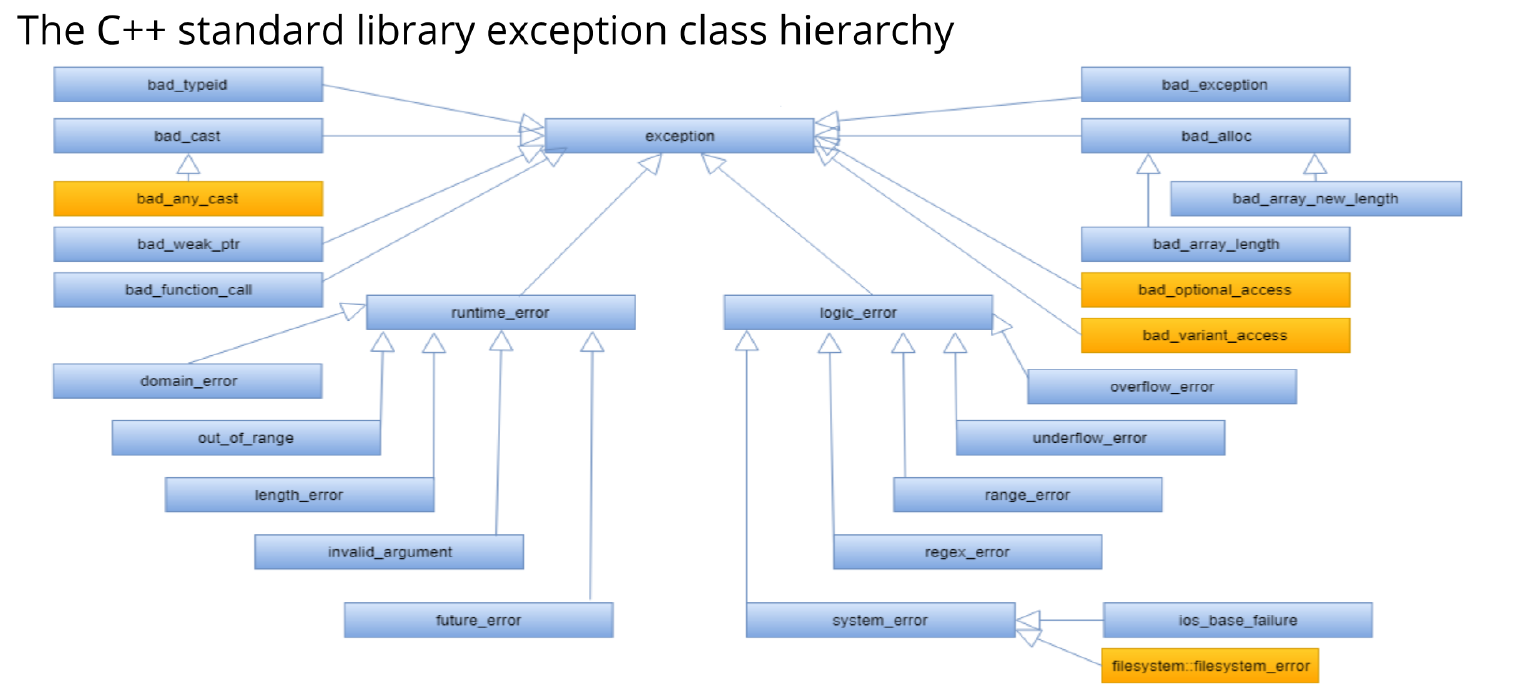 The C++ standard library exception class hierarchy
bad_typeid
bad_exception
bad_cast
exception
bad_alloc
bad_any_cast
bad_array_new_length
bad_weak_ptr
bad_array_length
bad_function_call
bad_optional_access
runtime_error
logic_error
bad_variant_access
domain_error
overflow_error
out_of_range
underflow_error
length_error
range_error
invalid_argument
regex_error
future_error
system_error
ios_base_failure
filesystem::filesystem_error